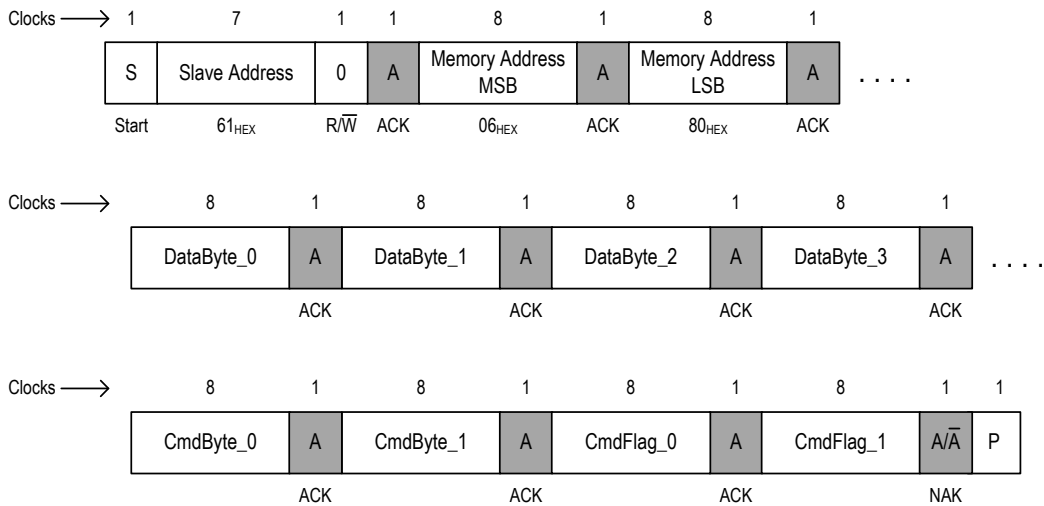 Clocks 1 7 1 1 8 1 8 1
S Slave Address 0 A Memory Address MSB A Memory Address LSB A . . . .
Start 61HEX R/W̅ ACK 06HEX ACK 80HEX ACK
Clocks 8 1 8 1 8 1 8 1
DataByte_0 A DataByte_1 A DataByte_2 A DataByte_3 A . . . .
ACK ACK ACK ACK
Clocks 8 1 8 1 8 1 8 1 1
CmdByte_0 A CmdByte_1 A CmdFlag_0 A CmdFlag_1 A/A̅ P
ACK ACK ACK NAK